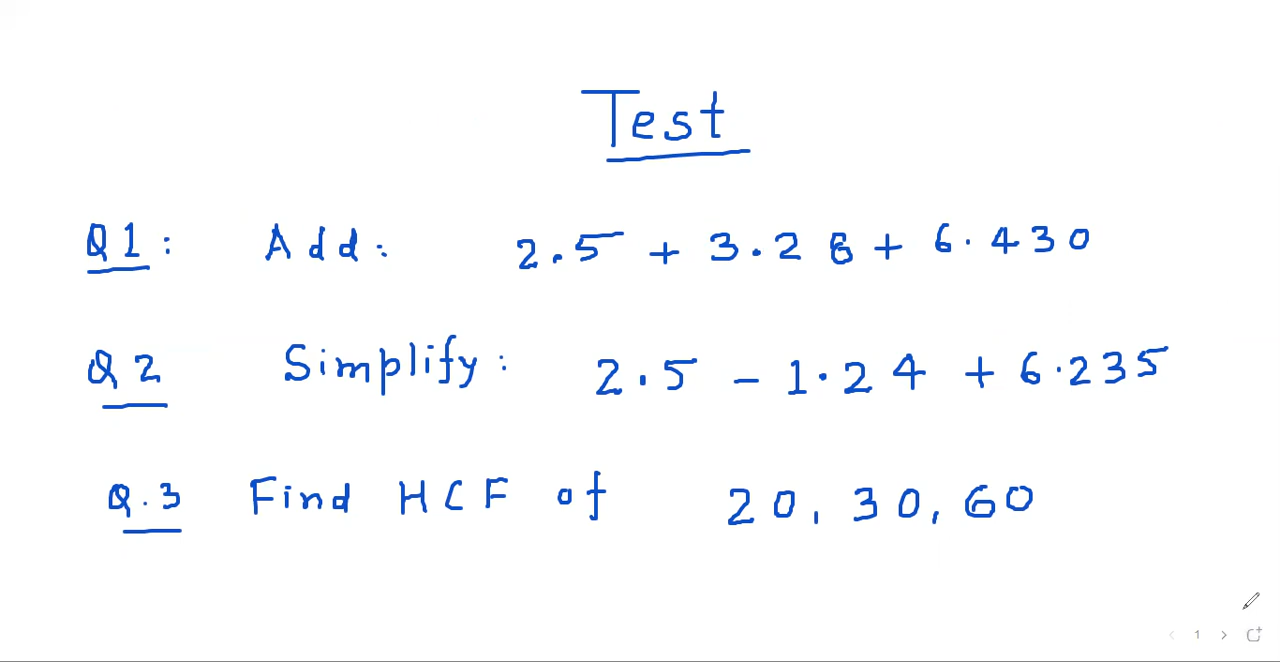 Test
Q1: Add: 2.5 + 3.28 + 6.430
Q2 Simplify: 2.5 - 1.24 + 6.235
Q.3 Find HCF of 20, 30, 60
1